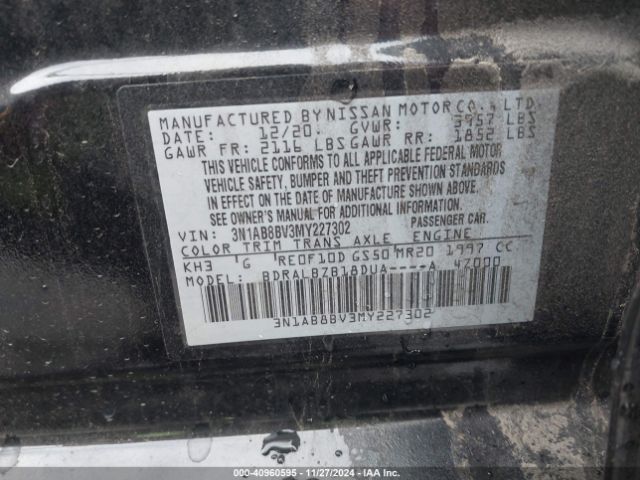 MANUFACTURED BY NISSAN MOTOR CO., LTD.
DATE: 12/20 GVWR: 3957 LBS
GAWR FR: 2116 LBS GAWR RR: 1852 LBS
THIS VEHICLE CONFORMS TO ALL APPLICABLE FEDERAL MOTOR
VEHICLE SAFETY, BUMPER AND THEFT PREVENTION STANDARDS
IN EFFECT ON THE DATE OF MANUFACTURE SHOWN ABOVE.
SEE OWNER'S MANUAL FOR ADDITIONAL INFORMATION.
VIN: 3N1AB8BV3MY227302 PASSENGER CAR
COLOR TRIM TRANS AXLE ENGINE
KH3 G RE0F10D GS50 MR20 1997 CC
MODEL: BDRALBZB18DUA----A 47000
3N1AB8BV3MY227302
000-40960595 - 11/27/2024 - IAA Inc.